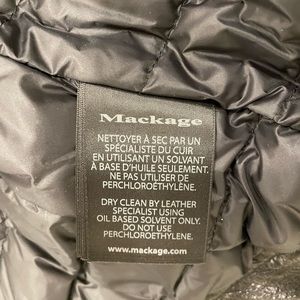 Mackage
NETTOYER À SEC PAR UN
SPÉCIALISTE DU CUIR
EN UTILISANT UN SOLVANT
À BASE D'HUILE SEULEMENT.
NE PAS UTILISER DE
PERCHLOROÉTHYLÈNE.
DRY CLEAN BY LEATHER
SPECIALIST USING
OIL BASED SOLVENT ONLY.
DO NOT USE
PERCHLOROETHYLENE.
www.mackage.com